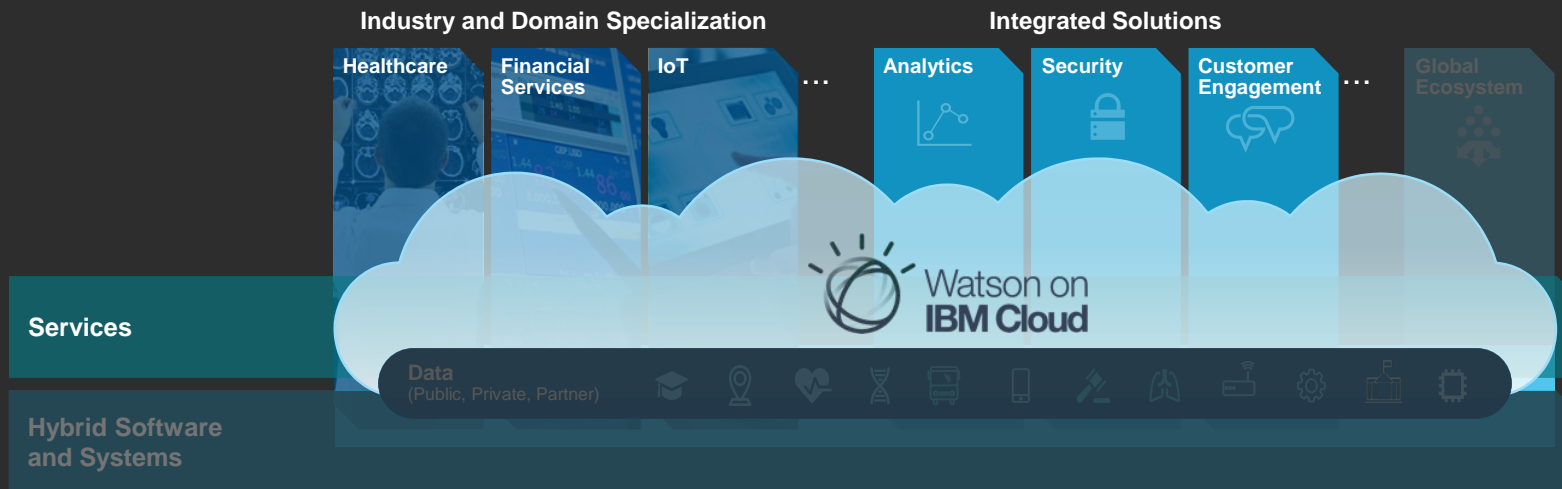 Industry and Domain Specialization
Integrated Solutions
Healthcare
Financial
Services
IoT
...
Analytics
Security
Customer
Engagement
...
Global
Ecosystem
Watson on
IBM Cloud
Services
Data
(Public, Private, Partner)
Hybrid Software
and Systems